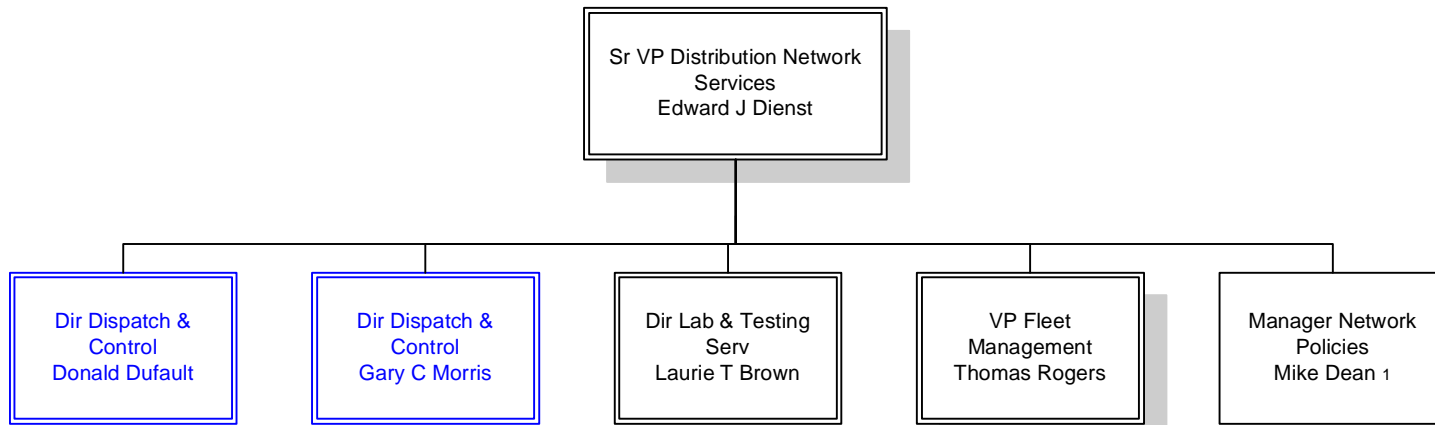 Sr VP Distribution Network
Services
Edward J Dienst
Dir Dispatch &
Control
Donald Dufault
Dir Dispatch &
Control
Gary C Morris
Dir Lab & Testing
Serv
Laurie T Brown
VP Fleet
Management
Thomas Rogers
Manager Network
Policies
Mike Dean 1